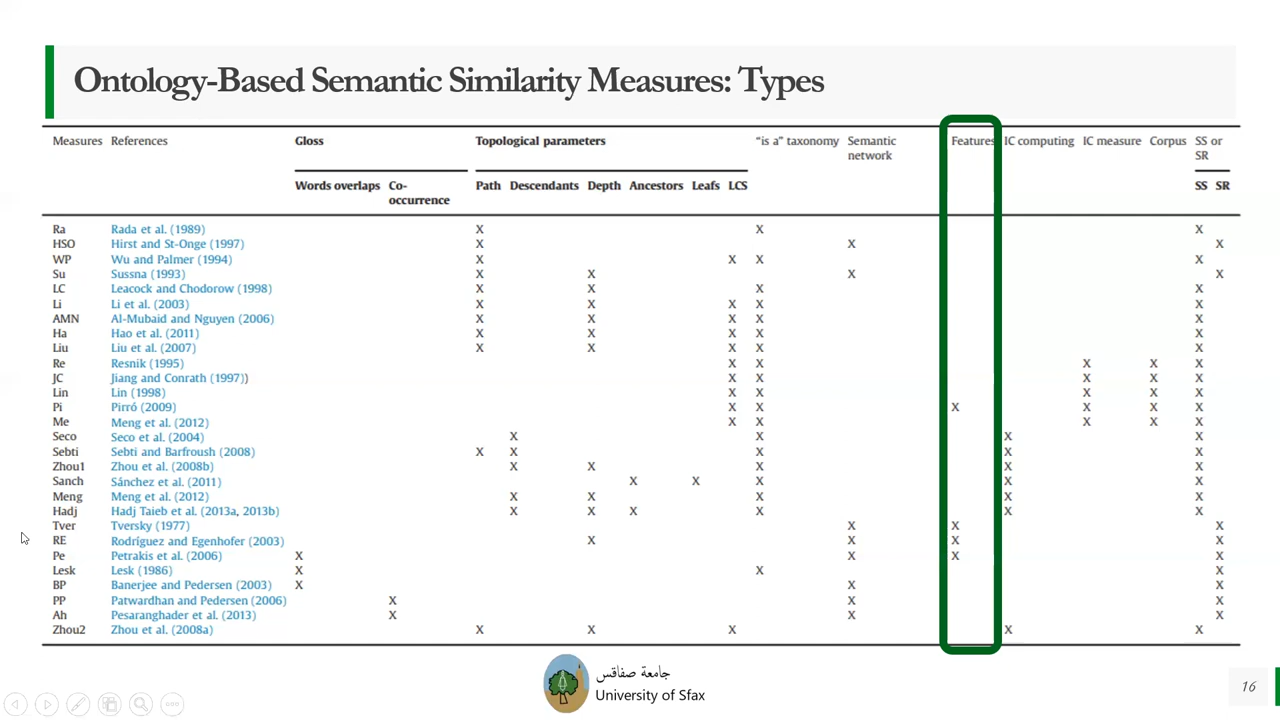 Ontology-Based Semantic Similarity Measures: Types
Measures References Gloss Topological parameters "is a" taxonomy Semantic network Features IC computing IC measure Corpus SS or SR
Words overlaps Co-occurrence Path Descendants Depth Ancestors Leafs LCS SS SR
Ra Rada et al. (1989) X X X
HSO Hirst and St-Onge (1997) X X X
WP Wu and Palmer (1994) X X X X
Su Sussna (1993) X X X X
LC Leacock and Chodorow (1998) X X X X
Li Li et al. (2003) X X X X X
AMN Al-Mubaid and Nguyen (2006) X X X X X
Ha Hao et al. (2011) X X X X X
Liu Liu et al. (2007) X X X X X
Re Resnik (1995) X X X X X
JC Jiang and Conrath (1997)) X X X X X
Lin Lin (1998) X X X X X
Pi Pirró (2009) X X X X X X
Me Meng et al. (2012) X X X X X
Seco Seco et al. (2004) X X X X
Sebti Sebti and Barfroush (2008) X X X X X
Zhou1 Zhou et al. (2008b) X X X X X
Sanch Sánchez et al. (2011) X X X X X
Meng Meng et al. (2012) X X X X X
Hadj Hadj Taieb et al. (2013a, 2013b) X X X X X X
Tver Tversky (1977) X X X
RE Rodríguez and Egenhofer (2003) X X X X
Pe Petrakis et al. (2006) X X X X
Lesk Lesk (1986) X X X
BP Banerjee and Pedersen (2003) X X X
PP Patwardhan and Pedersen (2006) X X X
Ah Pesaranghader et al. (2013) X X X
Zhou2 Zhou et al. (2008a) X X X X X
جامعة صفاقس
University of Sfax
16